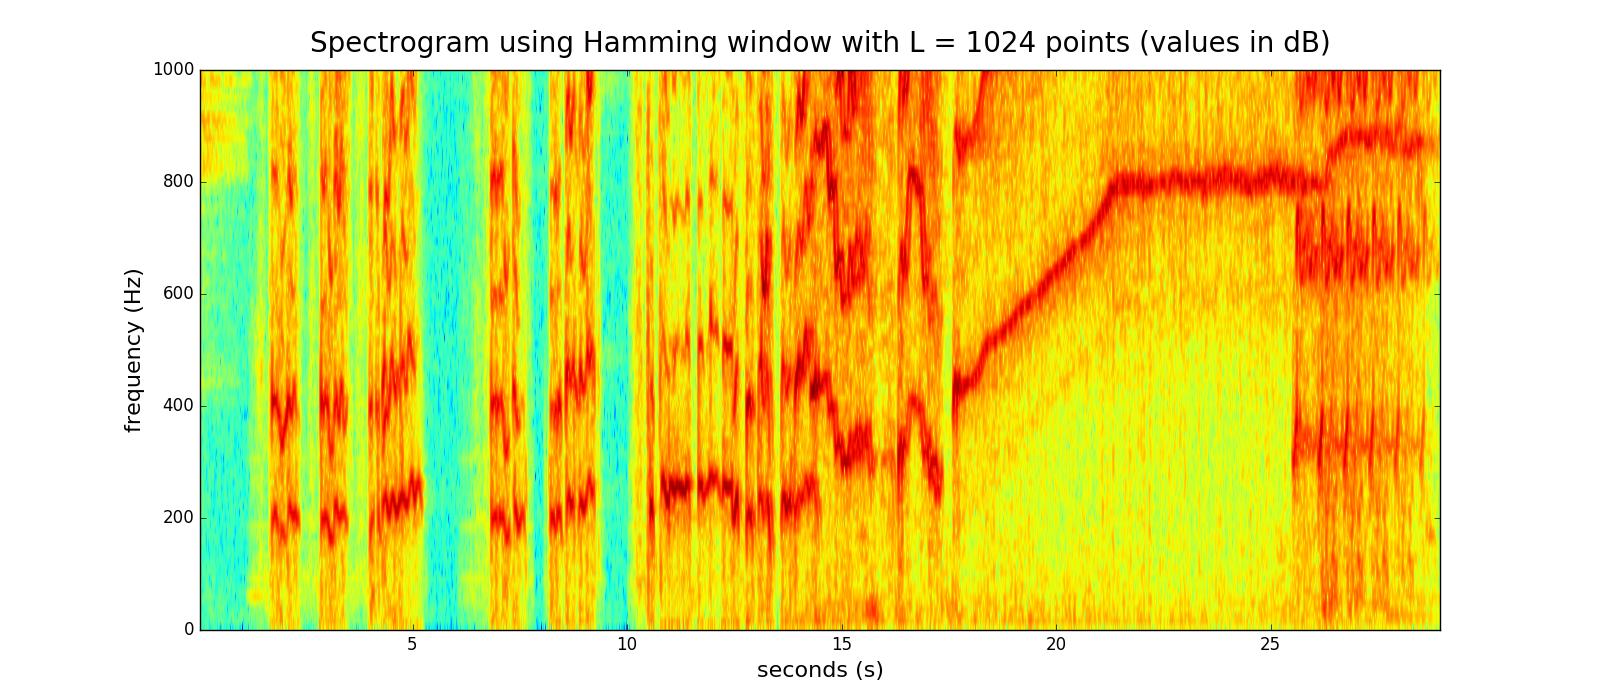 Spectrogram using Hamming window with L = 1024 points (values in dB)
1000
800
600
400
200
0
frequency (Hz)
5 10 15 20 25
seconds (s)